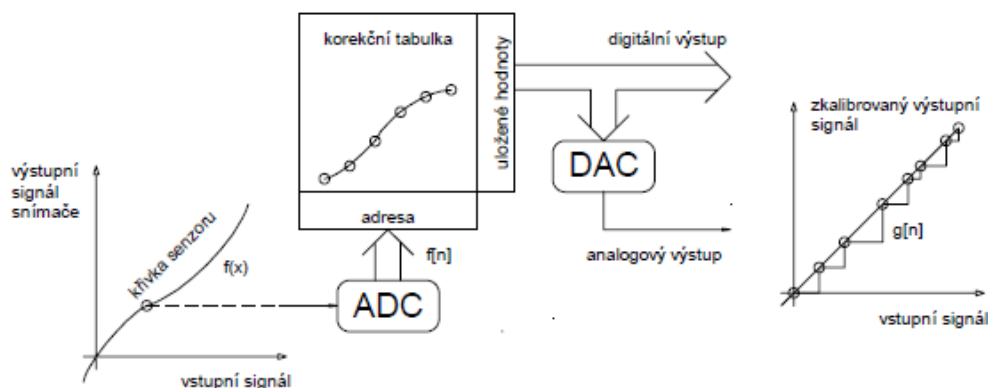 korekční tabulka
uložené hodnoty
digitální výstup
DAC
analogový výstup
adresa
f[n]
ADC
výstupní
signál
snímače
křivka senzoru
f(x)
vstupní signál
zkalibrovaný výstupní
signál
g[n]
vstupní signál